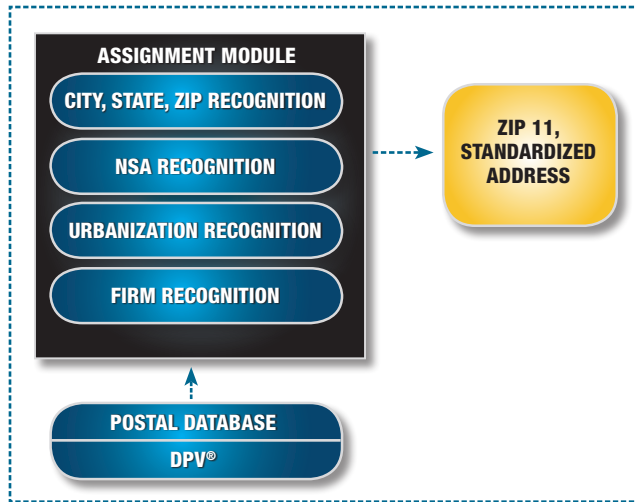 ASSIGNMENT MODULE
CITY, STATE, ZIP RECOGNITION
NSA RECOGNITION
URBANIZATION RECOGNITION
FIRM RECOGNITION
ZIP 11,
STANDARDIZED
ADDRESS
POSTAL DATABASE
DPV®